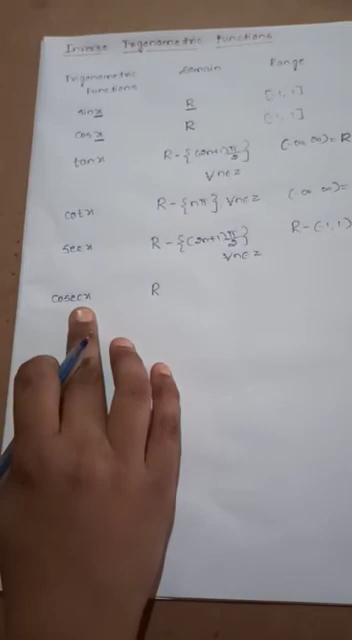 Inverse Trigonometric Functions
Trigonometric Functions Domain Range
sinx R [-1, 1]
cosx R [-1, 1]
tanx R - {(2n+1)π/2} (-∞ ∞) = R
∀n∈z
cotx R - {nπ} ∀n∈z (-∞ ∞) =
secx R - {(2n+1)π/2} R - (-1, 1)
∀n∈z
cosecx R